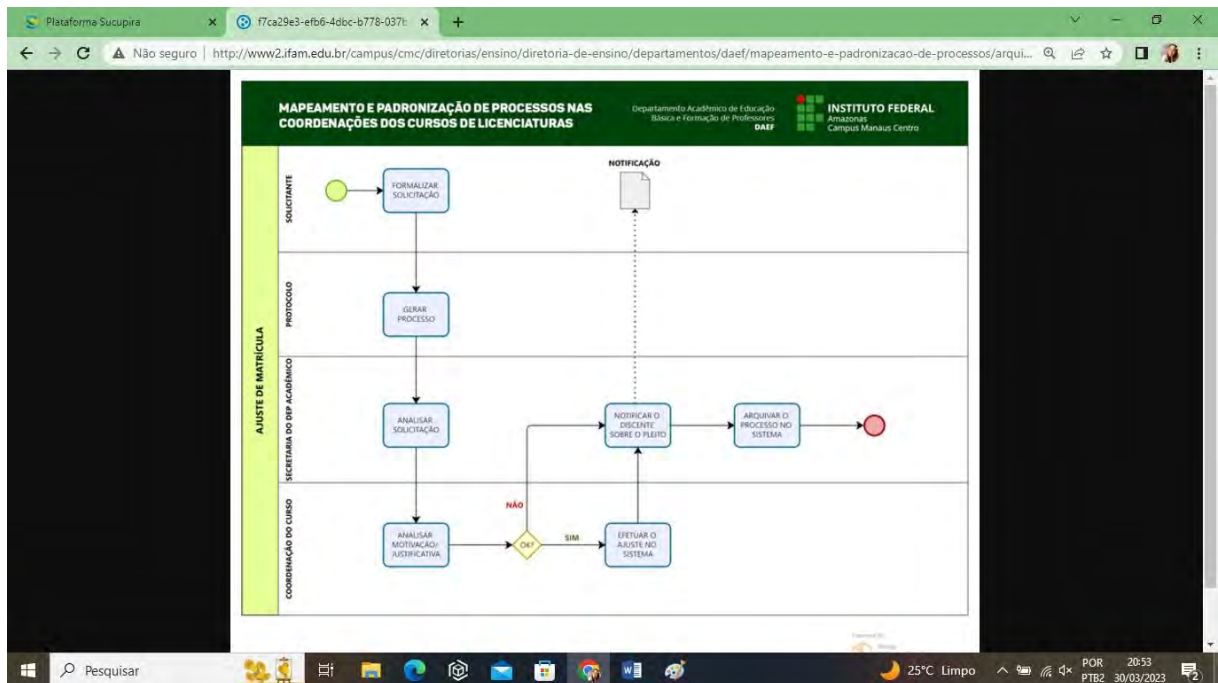 Plataforma Sucupira
f7ca29e3-efb6-4dbc-b778-037b
Não seguro | http://www2.ifam.edu.br/campus/cmc/diretorias/ensino/diretoria-de-ensino/departamentos/daef/mapeamento-e-padronizacao-de-processos/arqui...
MAPEAMENTO E PADRONIZAÇÃO DE PROCESSOS NAS
COORDENAÇÕES DOS CURSOS DE LICENCIATURAS
Departamento Acadêmico de Educação
Básica e Formação de Professores
DAEF
INSTITUTO FEDERAL
Amazonas
Campus Manaus Centro
AJUSTE DE MATRÍCULA
SOLICITANTE
FORMALIZAR
SOLICITAÇÃO
NOTIFICAÇÃO
PROTOCOLO
GERAR
PROCESSO
SECRETARIA DO DEP ACADÊMICO
ANALISAR
SOLICITAÇÃO
NOTIFICAR O
DISCENTE
SOBRE O PLEITO
ARQUIVAR O
PROCESSO NO
SISTEMA
COORDENAÇÃO DO CURSO
ANALISAR
MOTIVAÇÃO/
JUSTIFICATIVA
OK?
NÃO
SIM
EFETUAR O
AJUSTE NO
SISTEMA
Pesquisar
25°C Limpo
POR
PTB2
20:53
30/03/2023
2